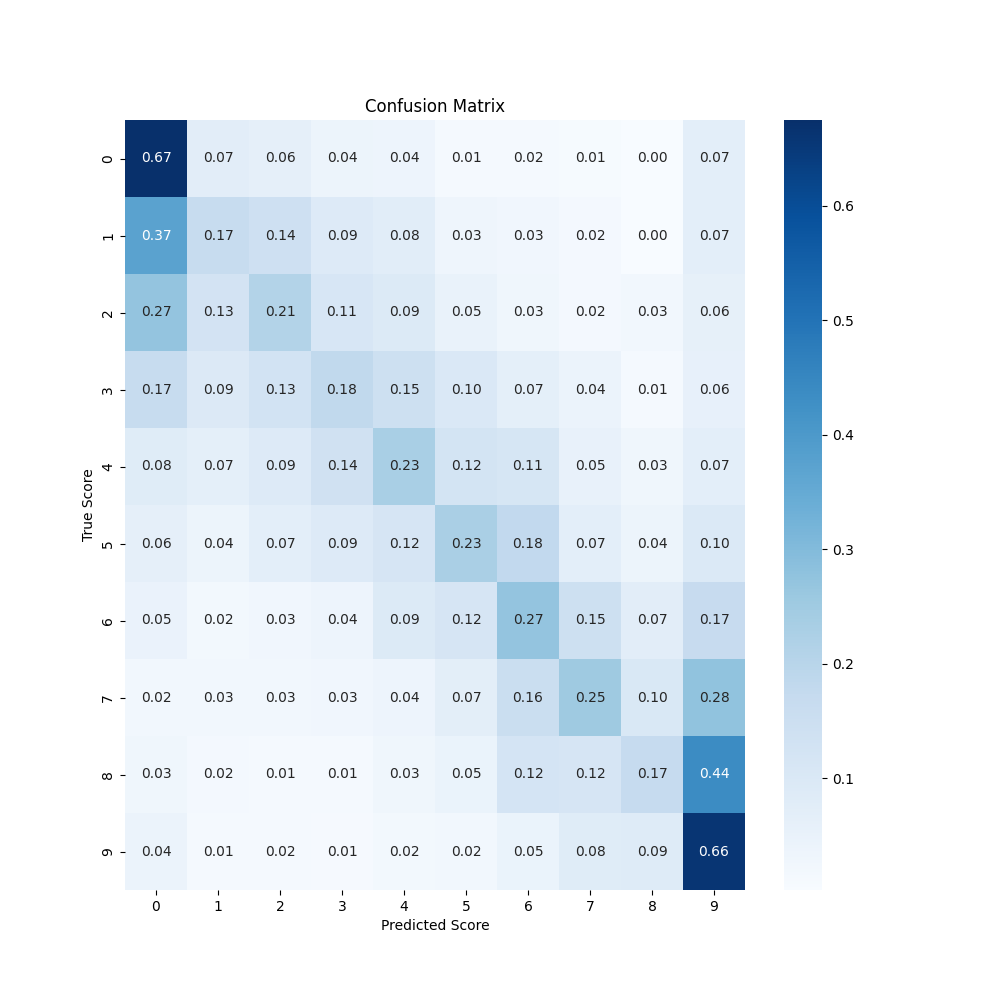 Confusion Matrix
0 0.67 0.07 0.06 0.04 0.04 0.01 0.02 0.01 0.00 0.07
1 0.37 0.17 0.14 0.09 0.08 0.03 0.03 0.02 0.00 0.07
2 0.27 0.13 0.21 0.11 0.09 0.05 0.03 0.02 0.03 0.06
3 0.17 0.09 0.13 0.18 0.15 0.10 0.07 0.04 0.01 0.06
4 0.08 0.07 0.09 0.14 0.23 0.12 0.11 0.05 0.03 0.07
5 0.06 0.04 0.07 0.09 0.12 0.23 0.18 0.07 0.04 0.10
6 0.05 0.02 0.03 0.04 0.09 0.12 0.27 0.15 0.07 0.17
7 0.02 0.03 0.03 0.03 0.04 0.07 0.16 0.25 0.10 0.28
8 0.03 0.02 0.01 0.01 0.03 0.05 0.12 0.12 0.17 0.44
9 0.04 0.01 0.02 0.01 0.02 0.02 0.05 0.08 0.09 0.66
0 1 2 3 4 5 6 7 8 9
Predicted Score
True Score
0.6
0.5
0.4
0.3
0.2
0.1